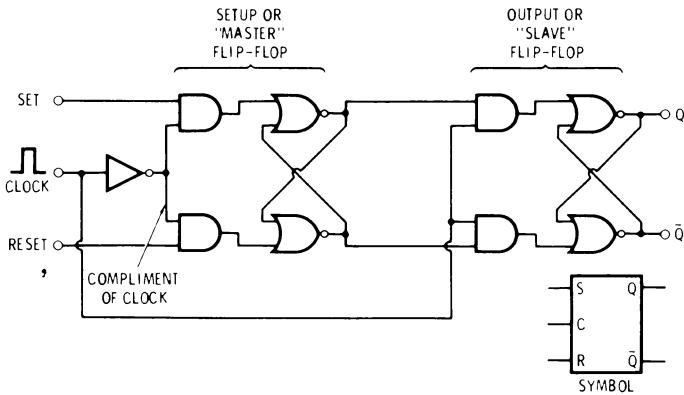 SETUP OR
"MASTER"
FLIP-FLOP
OUTPUT OR
"SLAVE"
FLIP-FLOP
SET
Q
CLOCK
RESET
Q̄
,
COMPLIMENT
OF CLOCK
S Q
C
R Q̄
SYMBOL